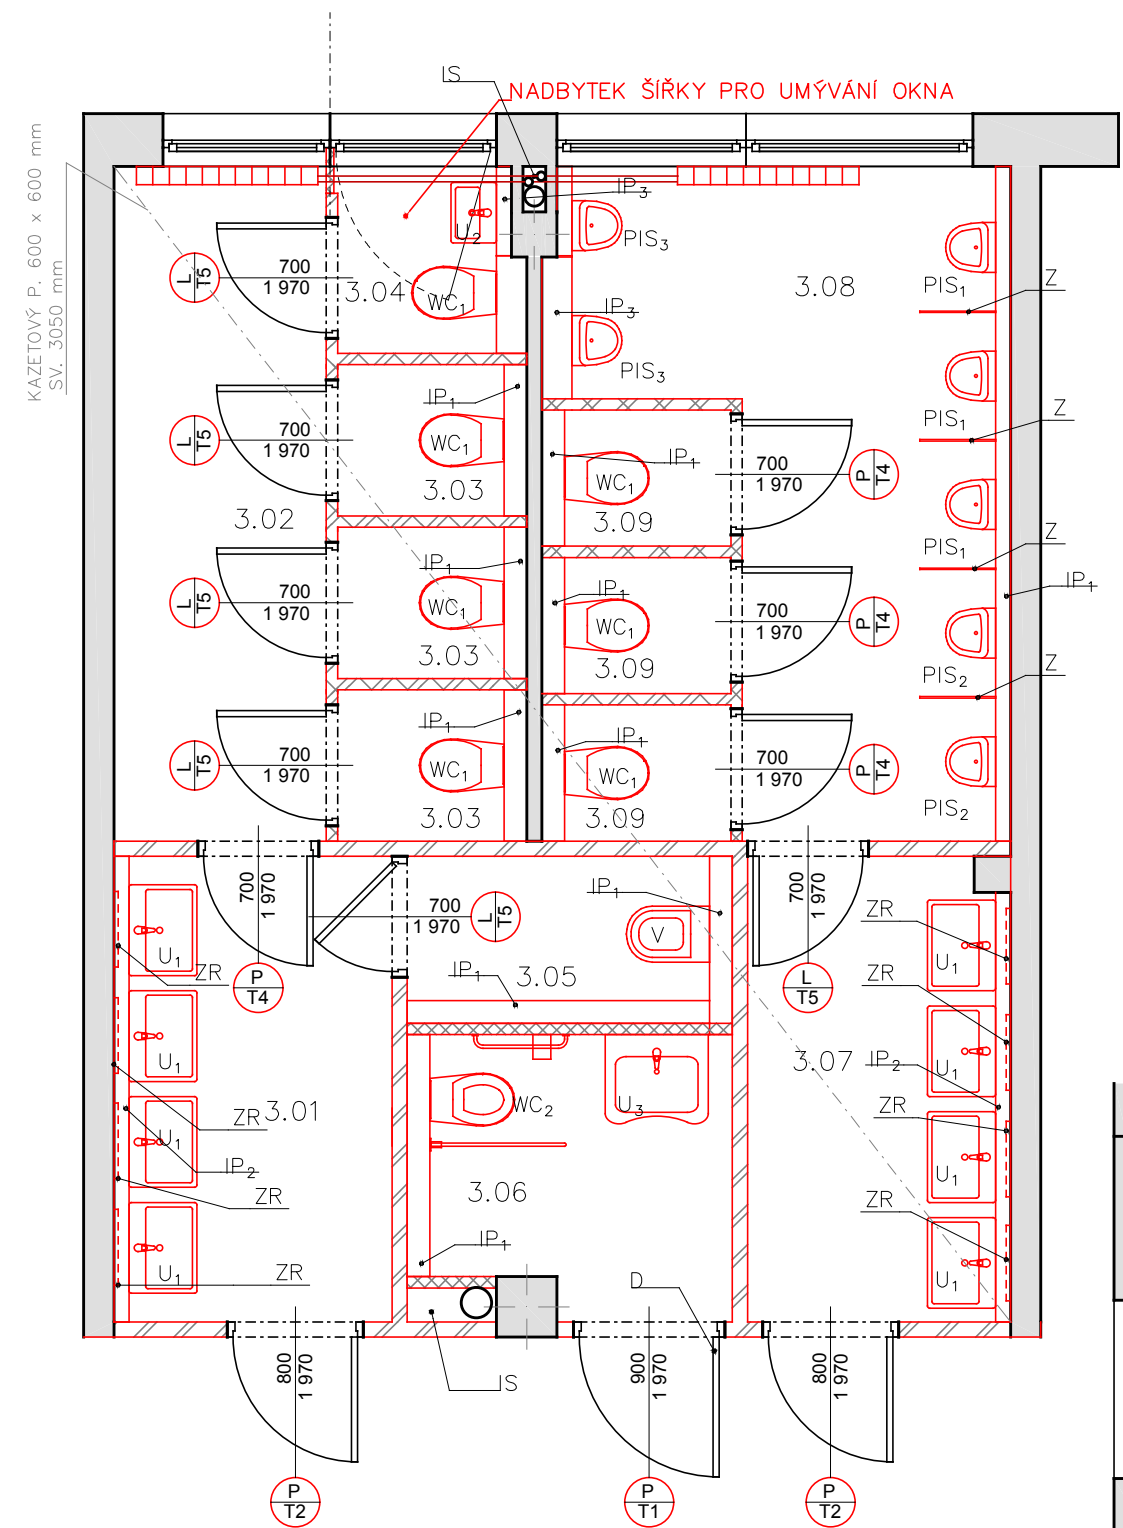 IS
NADBYTEK ŠÍŘKY PRO UMÝVÁNÍ OKNA
KAZETOVÝ P. 600 x 600 mm
SV. 3050 mm
IP₃
U₂
PIS₃
L
T5
700
1 970
3.04
WC₁
3.08
PIS₁
Z
IP₃
PIS₃
IP₁
PIS₁
Z
L
T5
700
1 970
WC₁
IP₁
700
1 970
P
T4
3.03
WC₁
3.02
3.09
PIS₁
Z
IP₁
IP₁
IP₁
L
T5
700
1 970
WC₁
WC₁
700
1 970
P
T4
3.03
3.09
PIS₂
Z
IP₁
IP₁
L
T5
700
1 970
WC₁
WC₁
700
1 970
P
T4
3.03
3.09
PIS₂
700
1 970
IP₁
700
1 970
700
1 970
L
T5
V
ZR
U₁
ZR
P
T4
IP₁
3.05
L
T5
U₁
ZR
U₁
3.07
IP₂
U₁
3.01
ZR
WC₂
U₃
ZR
U₁
IP₂
ZR
3.06
U₁
ZR
IP₁
U₁
ZR
D
U₁
800
1 970
IS
900
1 970
800
1 970
P
T2
P
T1
P
T2